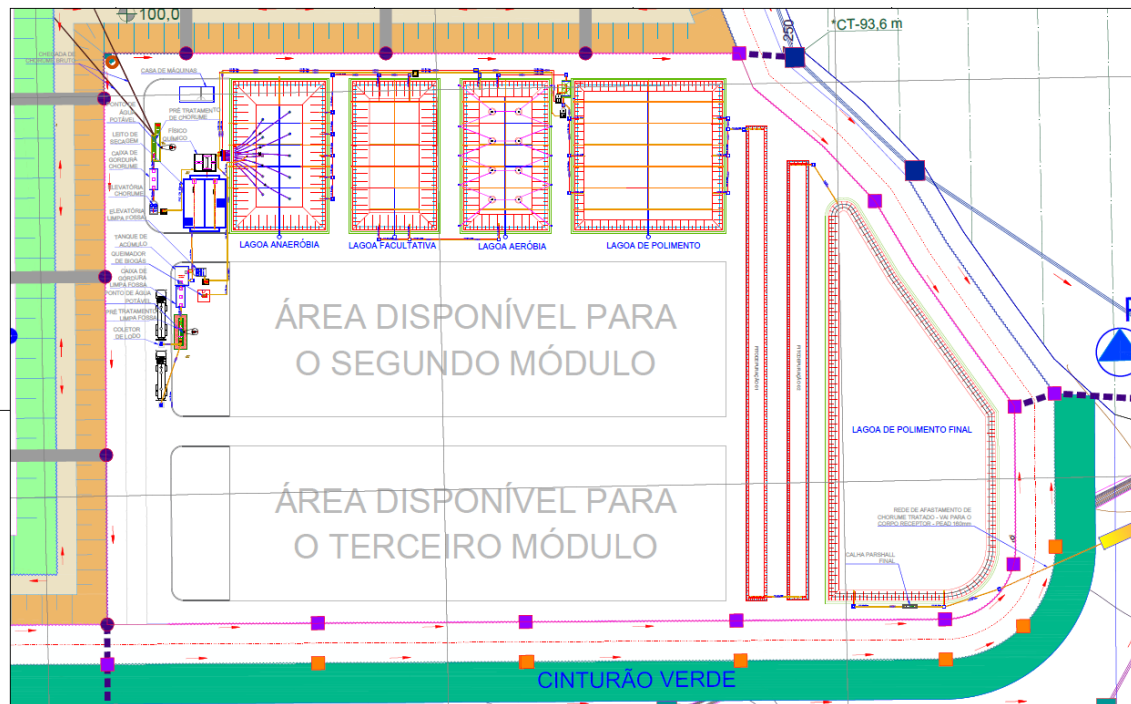 100,0
250
*CT-93,6 m
CHEGADA DE
CHORUME BRUTO
CASA DE MÁQUINAS
PONTO DE
ÁGUA
POTÁVEL
PRÉ TRATAMENTO
DE CHORUME
LEITO DE
SECAGEM
FÍSICO
QUÍMICO
CAIXA DE
GORDURA
CHORUME
ELEVATÓRIA
CHORUME
ELEVATÓRIA
LIMPA FOSSA
TANQUE DE
ACÚMULO
QUEIMADOR
DE BIOGÁS
CAIXA DE
GORDURA
LIMPA FOSSA
PONTO DE ÁGUA
POTÁVEL
PRÉ TRATAMENTO
LIMPA FOSSA
COLETOR
DE LODO
LAGOA ANAERÓBIA
LAGOA FACULTATIVA
LAGOA AERÓBIA
LAGOA DE POLIMENTO
ÁREA DISPONÍVEL PARA
O SEGUNDO MÓDULO
ÁREA DISPONÍVEL PARA
O TERCEIRO MÓDULO
LAGOA DE POLIMENTO FINAL
REDE DE AFASTAMENTO DE
CHORUME TRATADO - VAI PARA O
CORPO RECEPTOR - PEAD 160mm
CALHA PARSHALL
FINAL
CINTURÃO VERDE